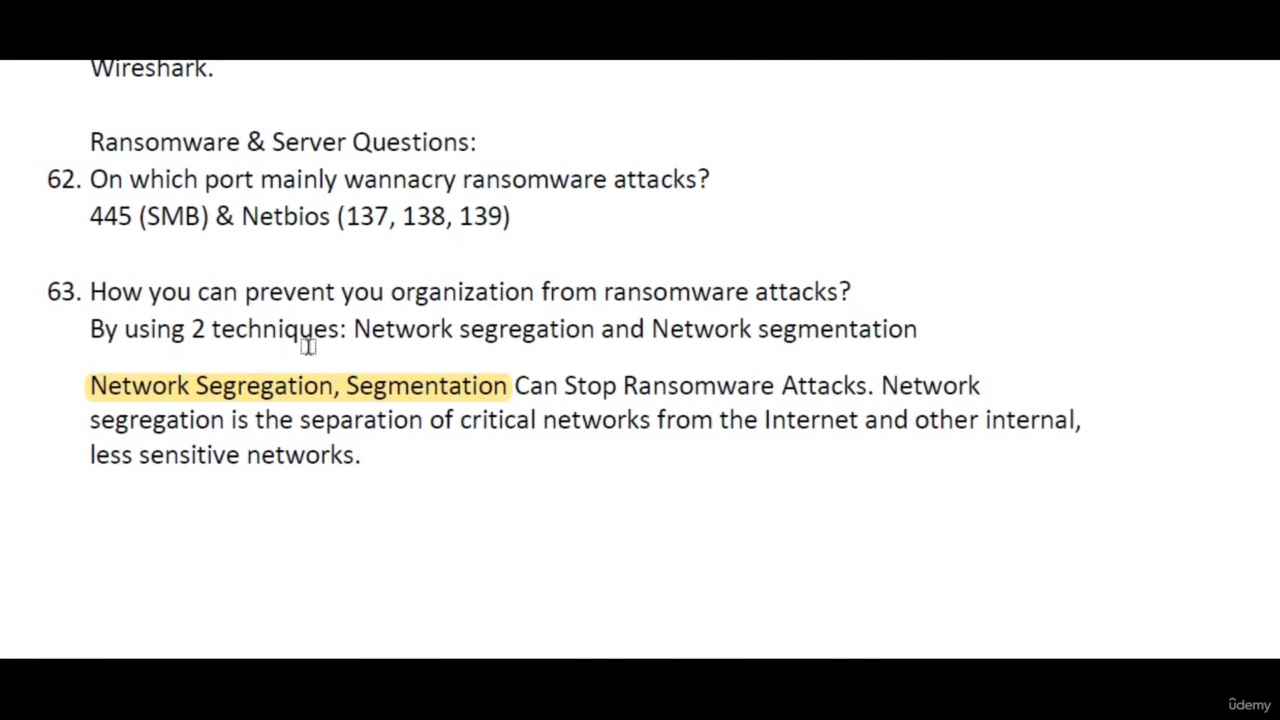 Wireshark.
Ransomware & Server Questions:
62. On which port mainly wannacry ransomware attacks?
445 (SMB) & Netbios (137, 138, 139)
63. How you can prevent you organization from ransomware attacks?
By using 2 techniques: Network segregation and Network segmentation
Network Segregation, Segmentation Can Stop Ransomware Attacks. Network
segregation is the separation of critical networks from the Internet and other internal,
less sensitive networks.
ûdemy